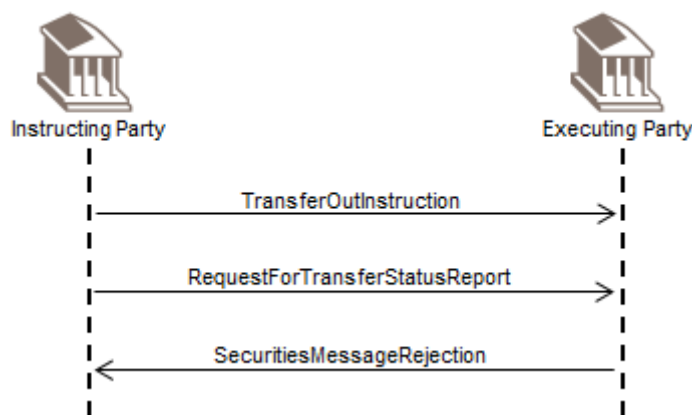 Instructing Party
Executing Party
TransferOutInstruction
RequestForTransferStatusReport
SecuritiesMessageRejection